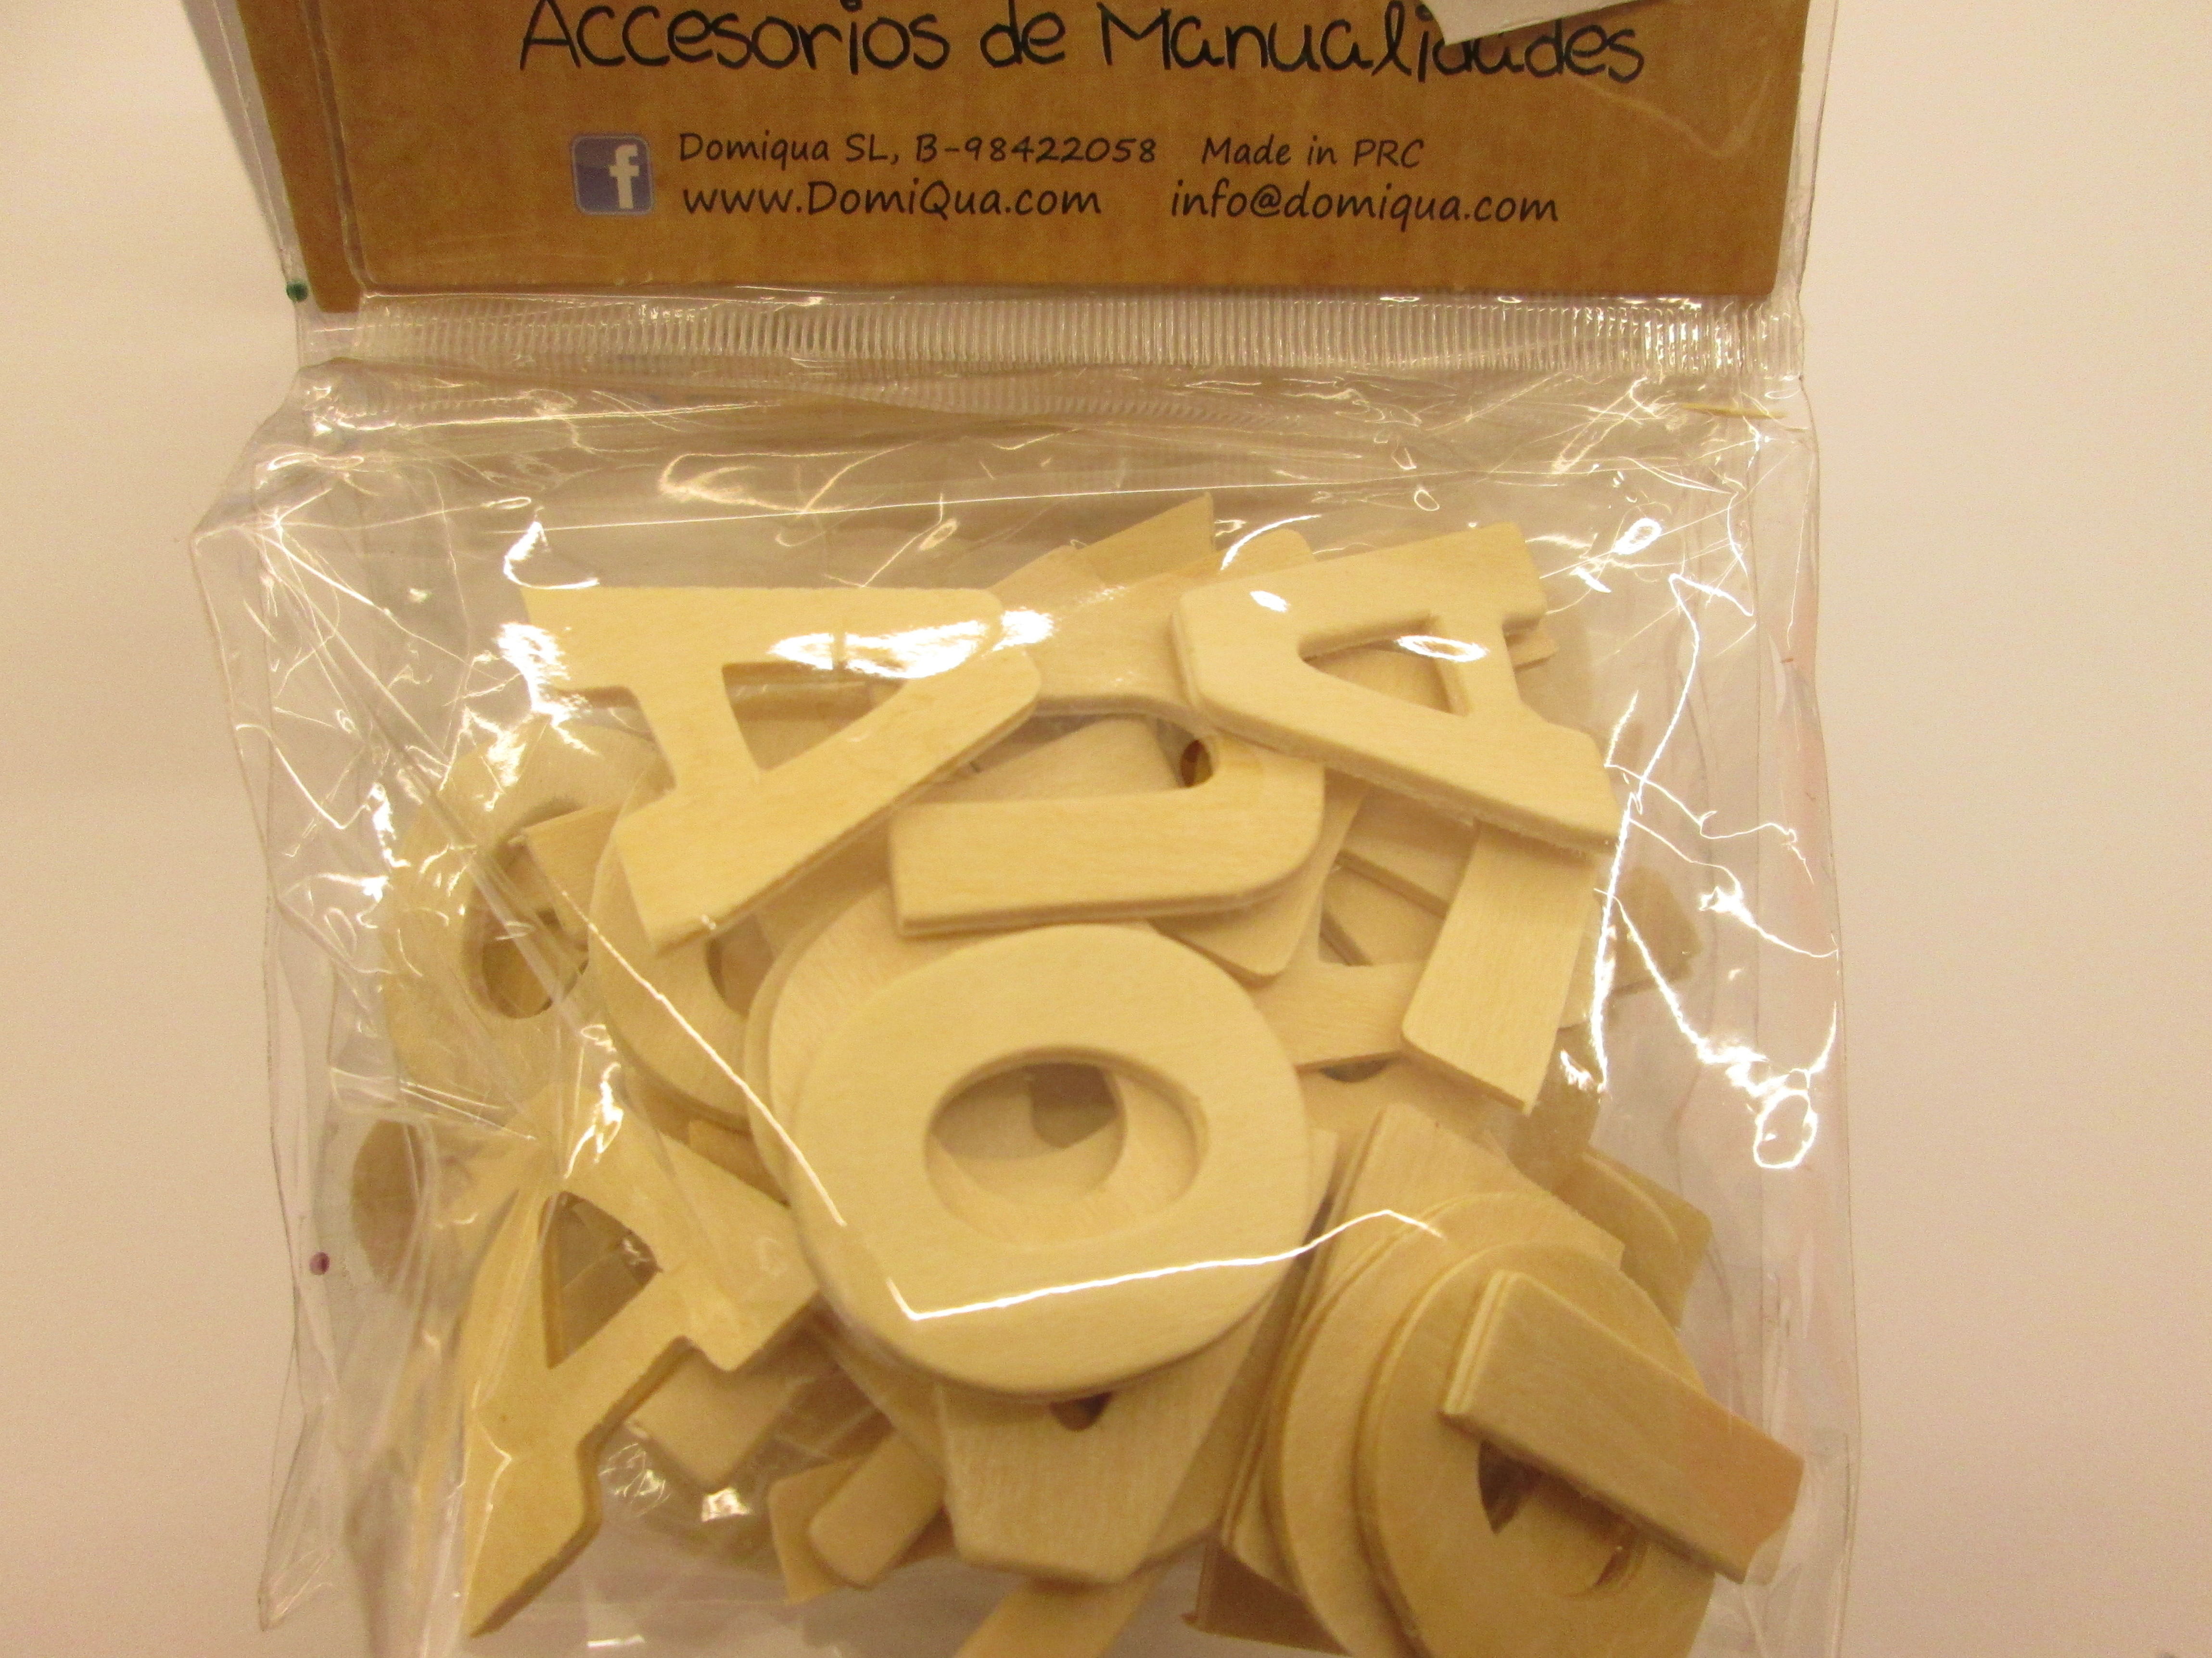 Accesorios de Manualidades
Domiqua SL, B-98422058 Made in PRC
www.DomiQua.com info@domiqua.com
A U A
O
A